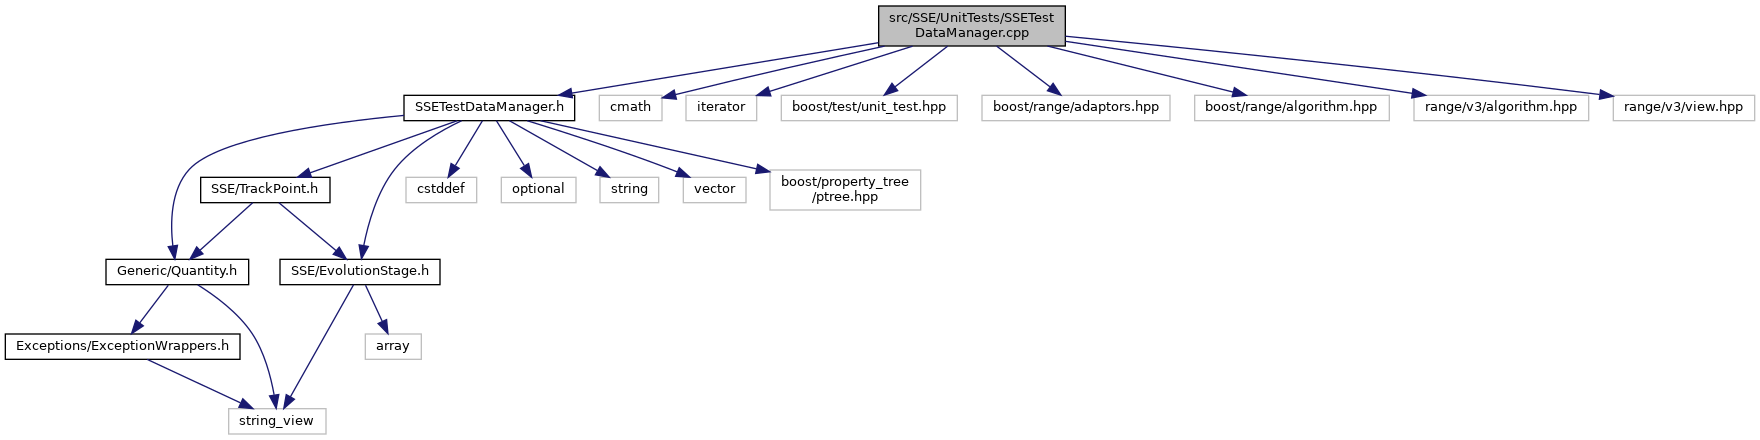 src/SSE/UnitTests/SSETest
DataManager.cpp
SSETestDataManager.h
cmath
iterator
boost/test/unit_test.hpp
boost/range/adaptors.hpp
boost/range/algorithm.hpp
range/v3/algorithm.hpp
range/v3/view.hpp
SSE/TrackPoint.h
cstddef
optional
string
vector
boost/property_tree
/ptree.hpp
Generic/Quantity.h
SSE/EvolutionStage.h
Exceptions/ExceptionWrappers.h
array
string_view